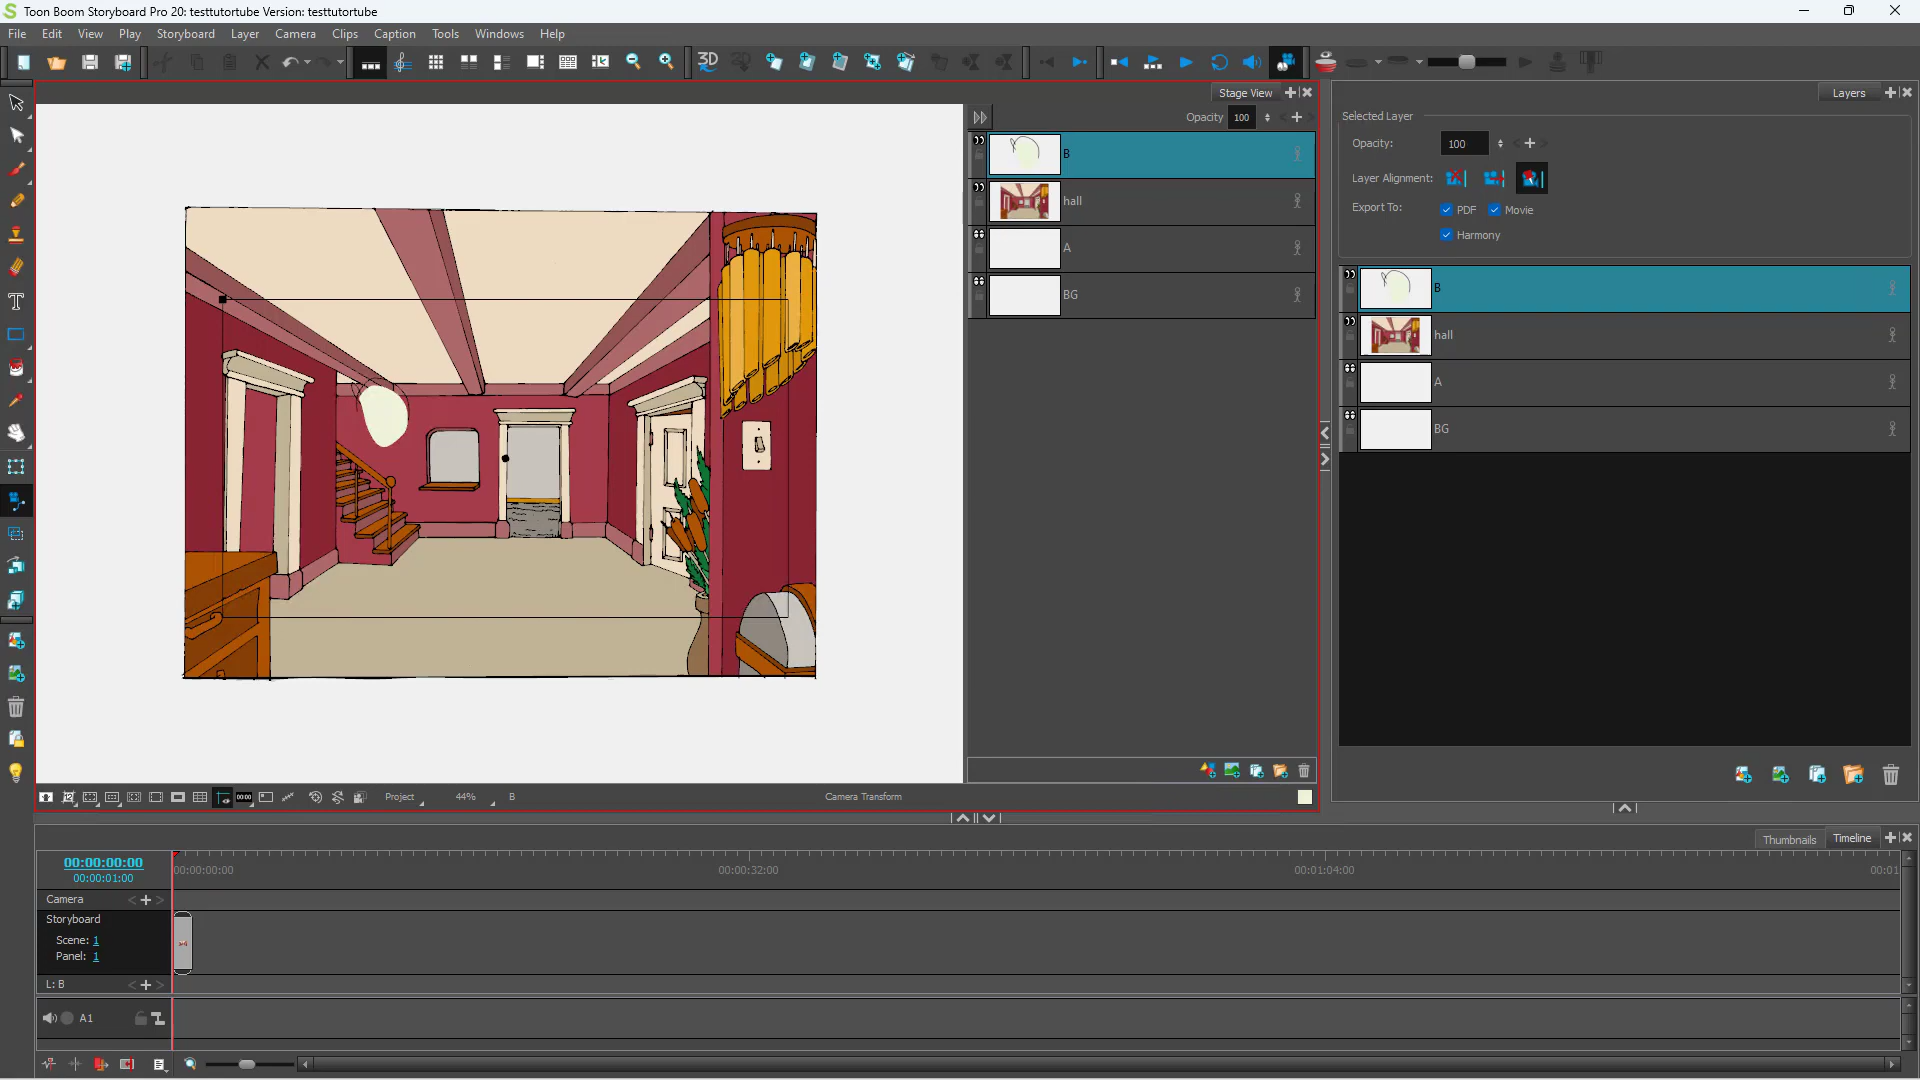 Toon Boom Storyboard Pro 20: testtutortube Version: testtutortube
File Edit View Play Storyboard Layer Camera Clips Caption Tools Windows Help
3D
Stage View
Opacity 100
B
hall
A
BG
Project 44% B Camera Transform
Layers
Selected Layer
Opacity: 100
Layer Alignment:
Export To: PDF Movie
Harmony
B
hall
A
BG
Thumbnails Timeline
00:00:00:00
00:00:01:00
00:00:00:00 00:00:32:00 00:01:04:00 00:01
Camera
Storyboard
Scene: 1
Panel: 1
L: B
A1